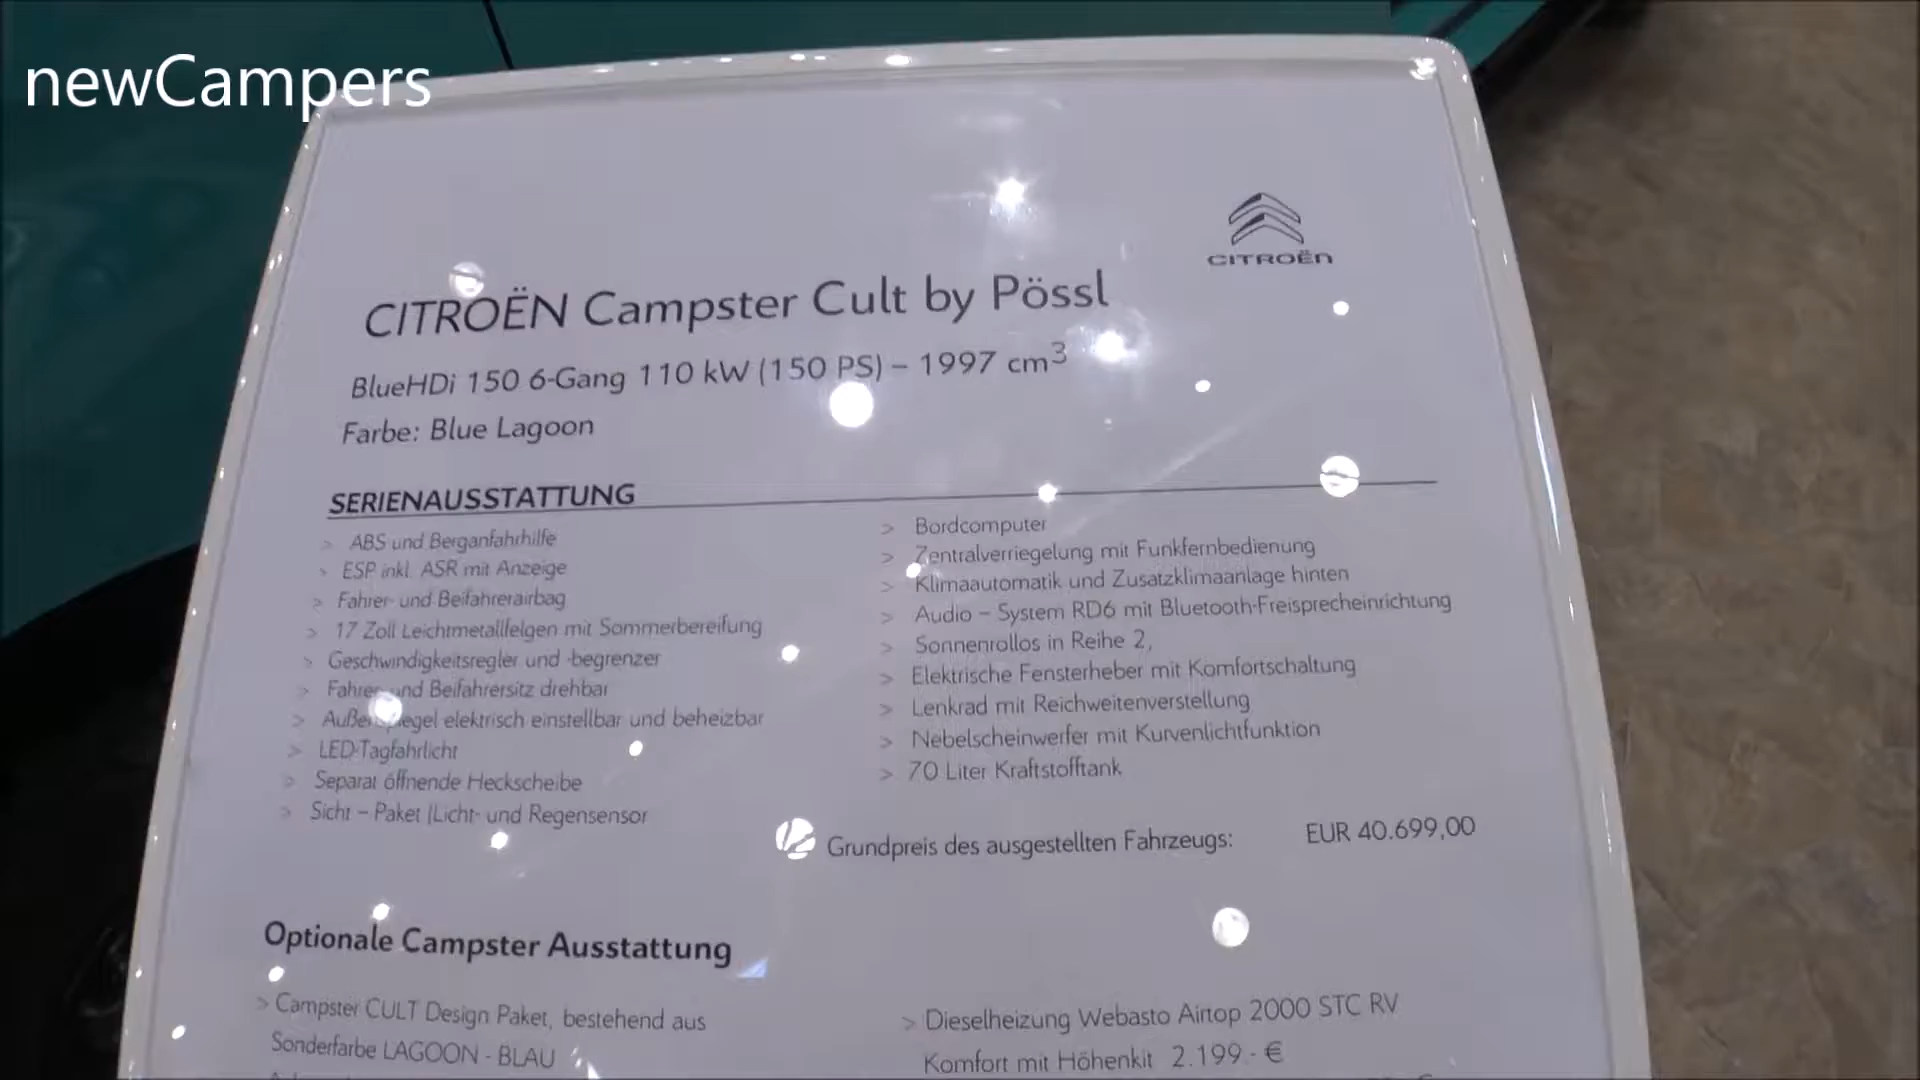 newCampers
CITROËN
CITROËN Campster Cult by Pössl
BlueHDi 150 6-Gang 110 kW (150 PS) – 1997 cm³
Farbe: Blue Lagoon
SERIENAUSSTATTUNG
> ABS und Berganfahrhilfe
> ESP inkl. ASR mit Anzeige
> Fahrer- und Beifahrerairbag
> 17 Zoll Leichtmetallfelgen mit Sommerbereifung
> Geschwindigkeitsregler und -begrenzer
> Fahrer- und Beifahrersitz drehbar
> Außenspiegel elektrisch einstellbar und beheizbar
> LED-Tagfahrlicht
> Separat öffnende Heckscheibe
> Sicht – Paket (Licht- und Regensensor
> Bordcomputer
> Zentralverriegelung mit Funkfernbedienung
> Klimaautomatik und Zusatzklimaanlage hinten
> Audio – System RD6 mit Bluetooth-Freisprecheinrichtung
> Sonnenrollos in Reihe 2,
> Elektrische Fensterheber mit Komfortschaltung
> Lenkrad mit Reichweitenverstellung
> Nebelscheinwerfer mit Kurvenlichtfunktion
> 70 Liter Kraftstofftank
Grundpreis des ausgestellten Fahrzeugs: EUR 40.699,00
Optionale Campster Ausstattung
> Campster CULT Design Paket, bestehend aus
Sonderfarbe LAGOON - BLAU
> Dieselheizung Webasto Airtop 2000 STC RV
Komfort mit Höhenkit 2.199.- €